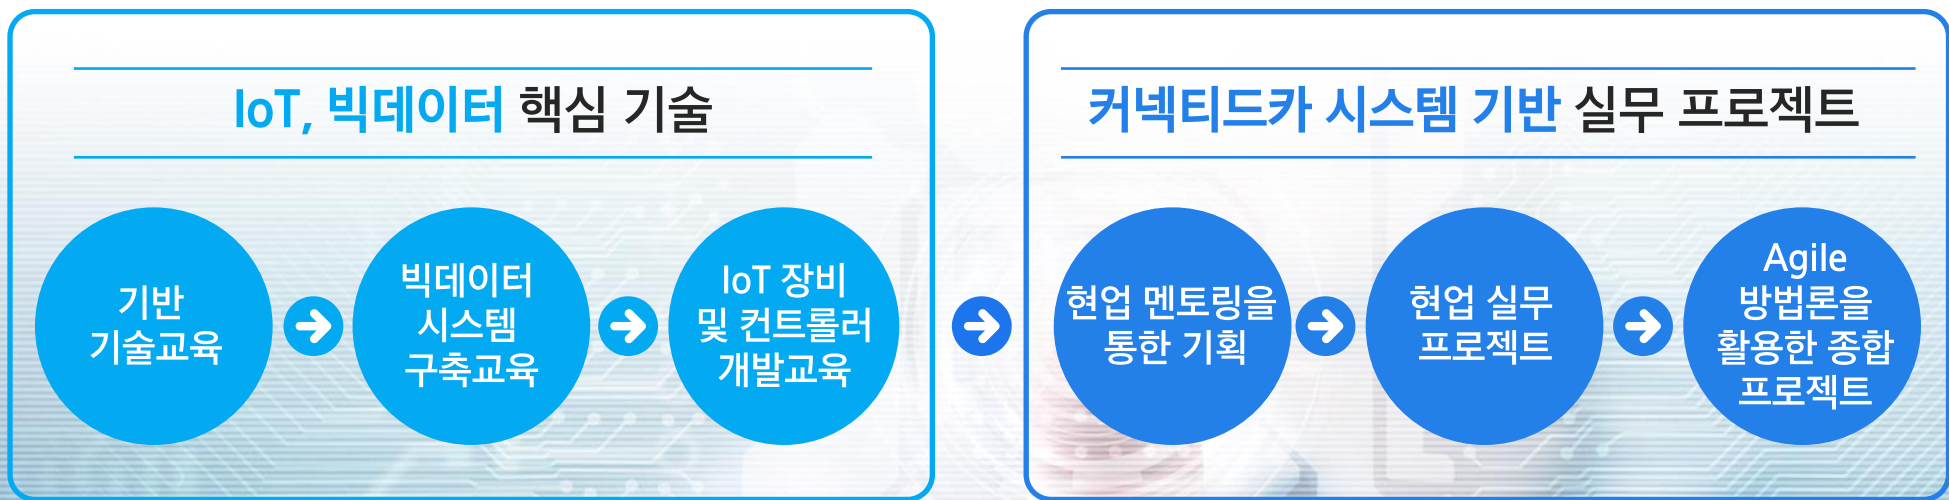 IoT, 빅데이터 핵심 기술
기반
기술교육
빅데이터
시스템
구축교육
IoT 장비
및 컨트롤러
개발교육
커넥티드카 시스템 기반 실무 프로젝트
현업 멘토링을
통한 기획
현업 실무
프로젝트
Agile
방법론을
활용한 종합
프로젝트